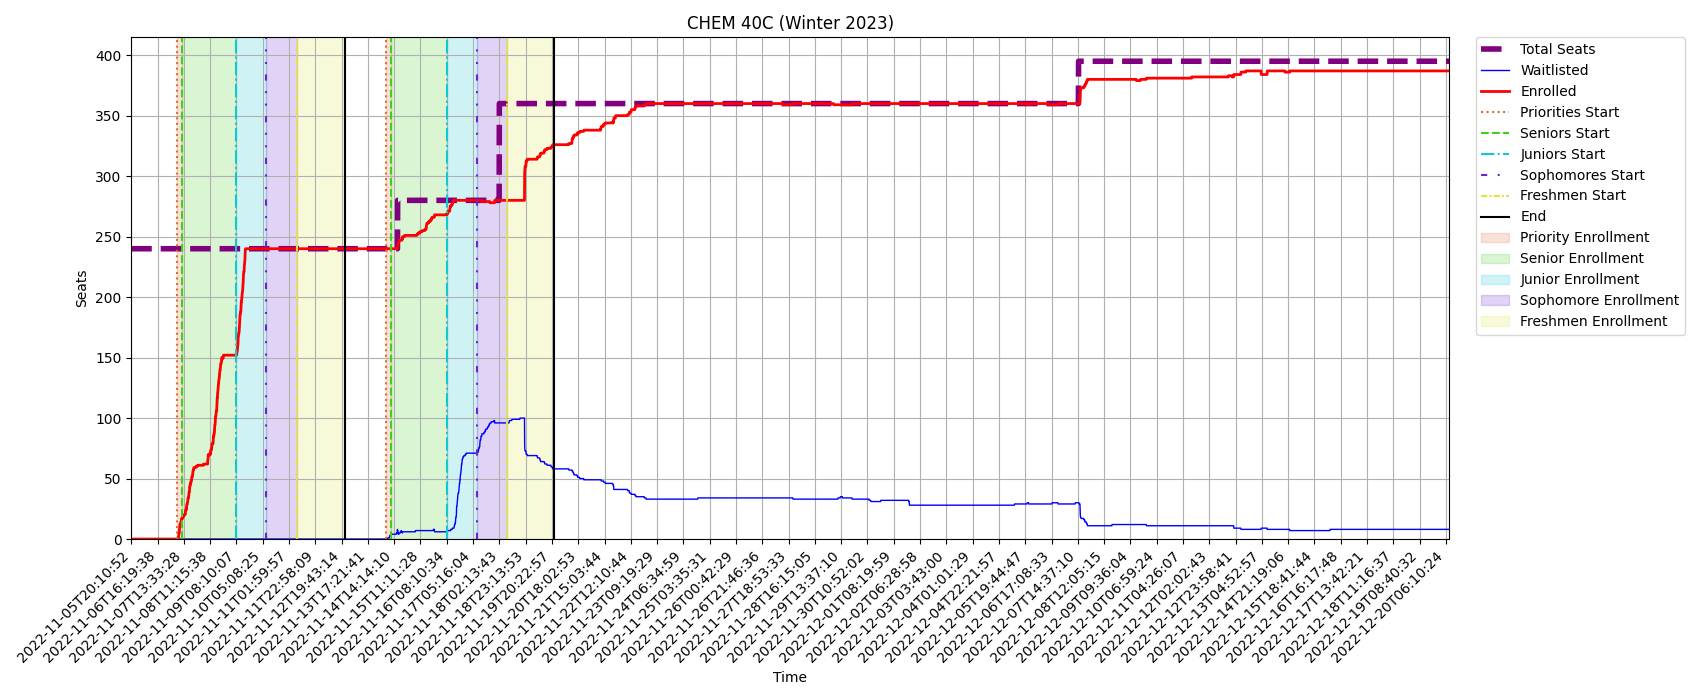 CHEM 40C (Winter 2023)
Seats
400
350
300
250
200
150
100
50
0
2022-11-05T20:10:52
2022-11-06T16:19:38
2022-11-07T13:33:28
2022-11-08T11:15:38
2022-11-09T08:10:07
2022-11-10T05:08:25
2022-11-11T01:59:57
2022-11-11T22:58:09
2022-11-12T19:43:14
2022-11-13T17:21:41
2022-11-14T14:14:10
2022-11-15T11:11:28
2022-11-16T08:10:34
2022-11-17T05:16:04
2022-11-18T02:13:43
2022-11-18T23:13:53
2022-11-19T20:22:57
2022-11-20T18:02:53
2022-11-21T15:03:44
2022-11-22T12:10:44
2022-11-23T09:19:29
2022-11-24T06:34:59
2022-11-25T03:35:31
2022-11-26T00:42:29
2022-11-26T21:46:36
2022-11-27T18:53:33
2022-11-28T16:15:05
2022-11-29T13:37:10
2022-11-30T10:52:02
2022-12-01T08:19:59
2022-12-02T06:28:58
2022-12-03T03:43:00
2022-12-04T01:01:29
2022-12-04T22:21:57
2022-12-05T19:44:47
2022-12-06T17:08:33
2022-12-07T14:37:10
2022-12-08T12:05:15
2022-12-09T09:36:04
2022-12-10T06:59:24
2022-12-11T04:26:07
2022-12-12T02:02:43
2022-12-12T23:58:41
2022-12-13T04:52:57
2022-12-14T21:19:06
2022-12-15T18:41:44
2022-12-16T16:17:48
2022-12-17T13:42:21
2022-12-18T11:16:37
2022-12-19T08:40:32
2022-12-20T06:10:24
Time
Total Seats
Waitlisted
Enrolled
Priorities Start
Seniors Start
Juniors Start
Sophomores Start
Freshmen Start
End
Priority Enrollment
Senior Enrollment
Junior Enrollment
Sophomore Enrollment
Freshmen Enrollment